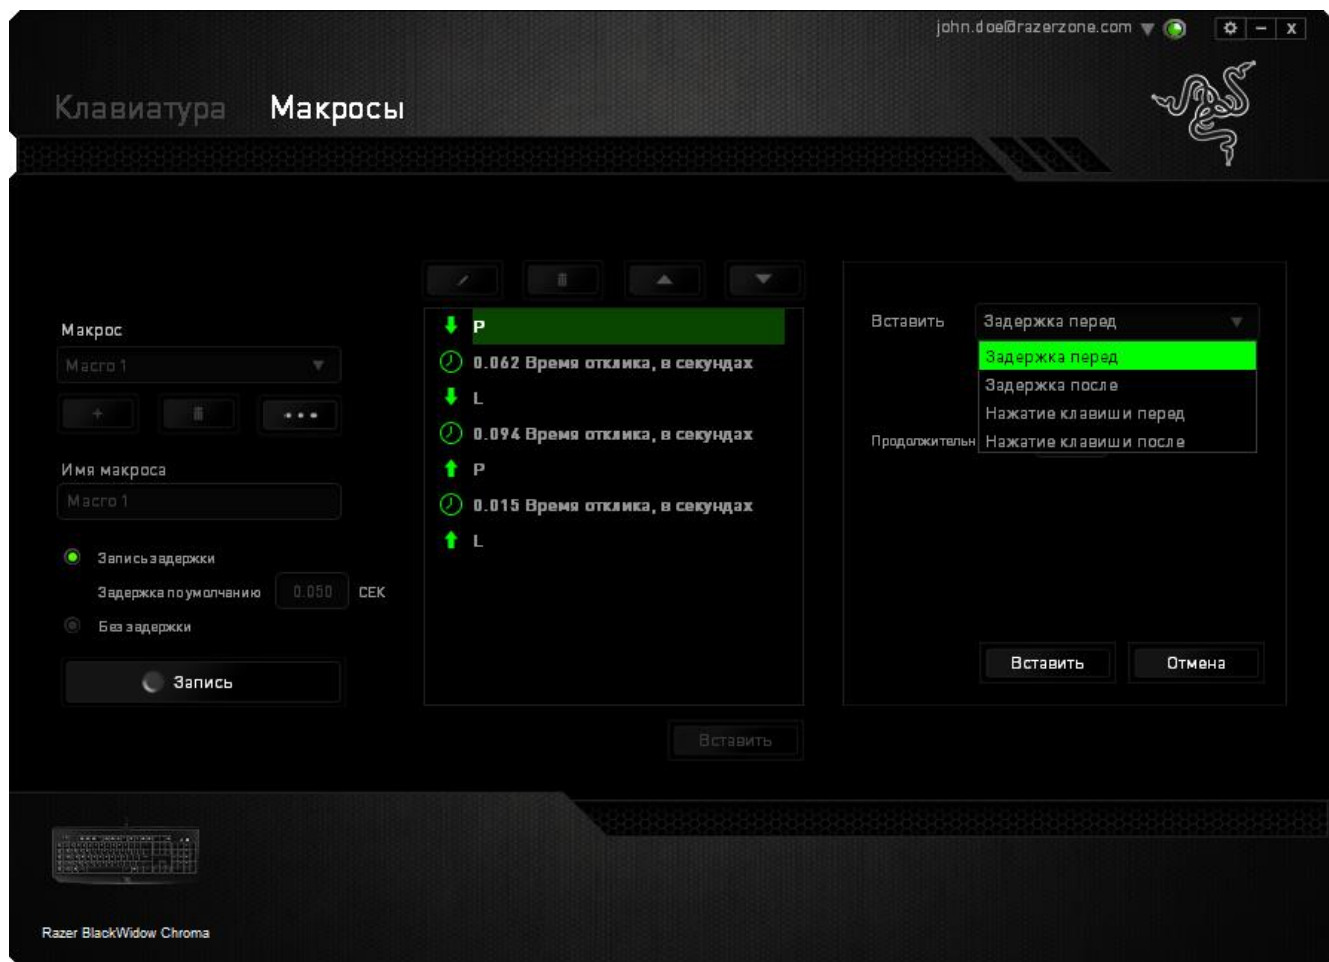 john.doe@razerzone.com
Клавиатура Макросы
Макрос
Macro 1
Имя макроса
Macro 1
Запись задержки
Задержка по умолчанию 0.050 СЕК
Без задержки
Запись
P
0.062 Время отклика, в секундах
L
0.094 Время отклика, в секундах
P
0.015 Время отклика, в секундах
L
Вставить
Вставить Задержка перед
Задержка перед
Задержка после
Нажатие клавиши перед
Продолжительн Нажатие клавиши после
Вставить Отмена
Razer BlackWidow Chroma